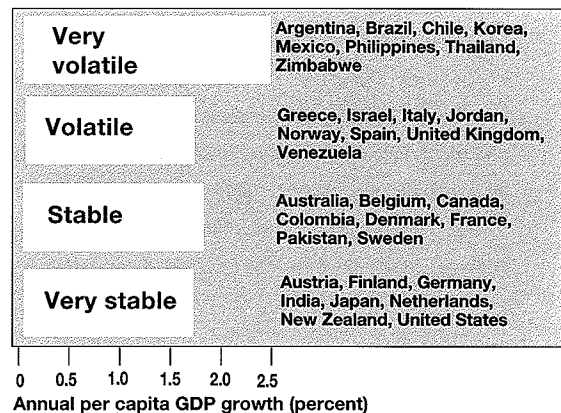 Very
volatile
Argentina, Brazil, Chile, Korea,
Mexico, Philippines, Thailand,
Zimbabwe
Volatile
Greece, Israel, Italy, Jordan,
Norway, Spain, United Kingdom,
Venezuela
Stable
Australia, Belgium, Canada,
Colombia, Denmark, France,
Pakistan, Sweden
Very stable
Austria, Finland, Germany,
India, Japan, Netherlands,
New Zealand, United States
0 0.5 1.0 1.5 2.0 2.5
Annual per capita GDP growth (percent)